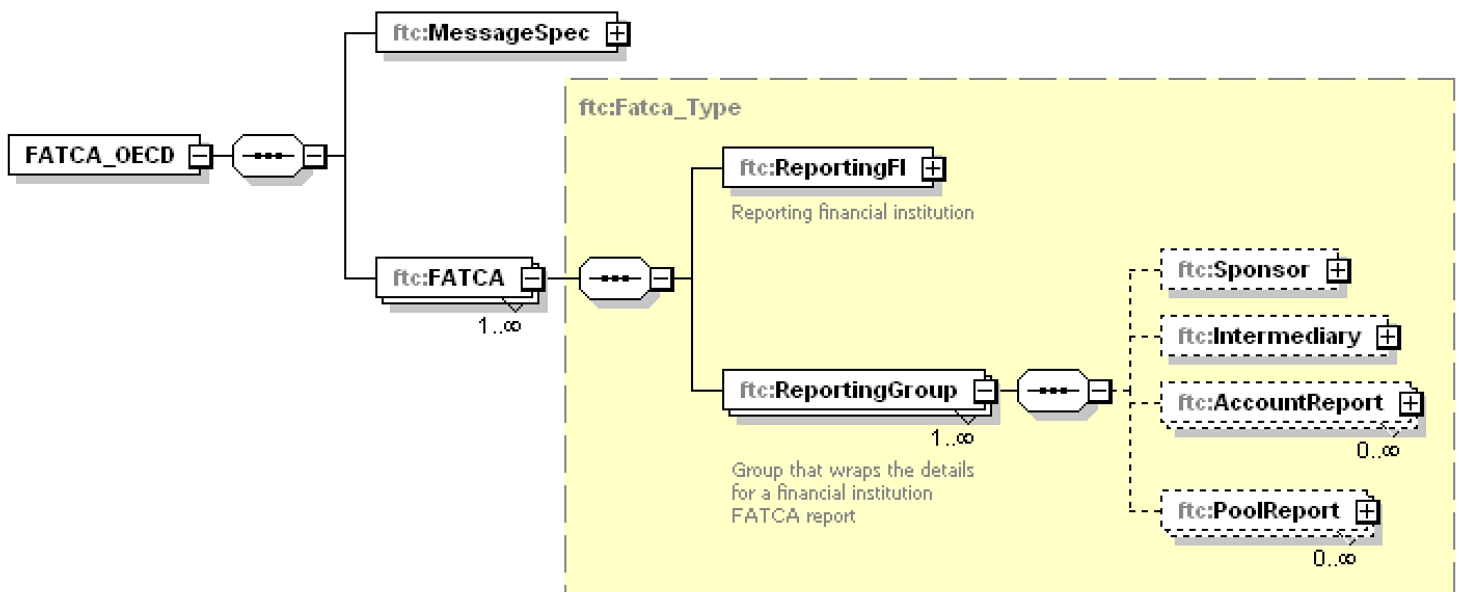 ftc:MessageSpec
ftc:Fatca_Type
FATCA_OECD
ftc:ReportingFI
Reporting financial institution
ftc:FATCA
1..∞
ftc:Sponsor
ftc:Intermediary
ftc:ReportingGroup
1..∞
ftc:AccountReport
0..∞
Group that wraps the details
for a financial institution
FATCA report
ftc:PoolReport
0..∞